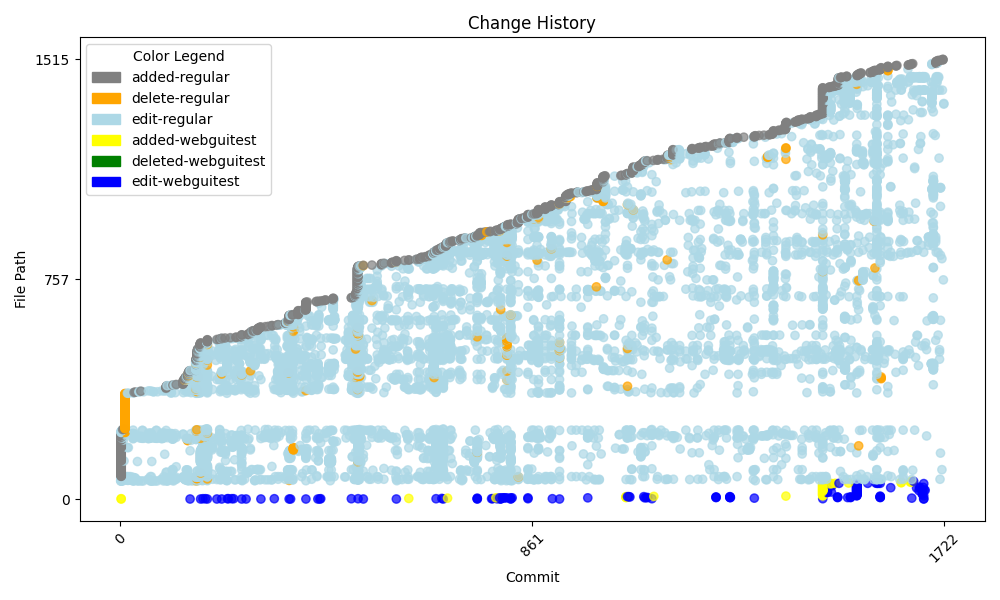 Change History
Color Legend
added-regular
delete-regular
edit-regular
added-webguitest
deleted-webguitest
edit-webguitest
File Path
1515
757
0
0
861
1722
Commit